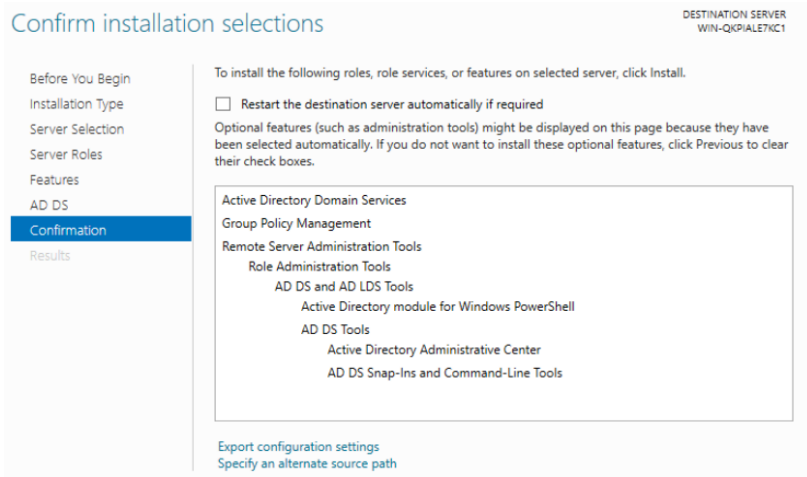 Confirm installation selections
DESTINATION SERVER
WIN-QKPIALE7KC1
Before You Begin
Installation Type
Server Selection
Server Roles
Features
AD DS
Confirmation
Results
To install the following roles, role services, or features on selected server, click Install.
Restart the destination server automatically if required
Optional features (such as administration tools) might be displayed on this page because they have
been selected automatically. If you do not want to install these optional features, click Previous to clear
their check boxes.
Active Directory Domain Services
Group Policy Management
Remote Server Administration Tools
Role Administration Tools
AD DS and AD LDS Tools
Active Directory module for Windows PowerShell
AD DS Tools
Active Directory Administrative Center
AD DS Snap-Ins and Command-Line Tools
Export configuration settings
Specify an alternate source path